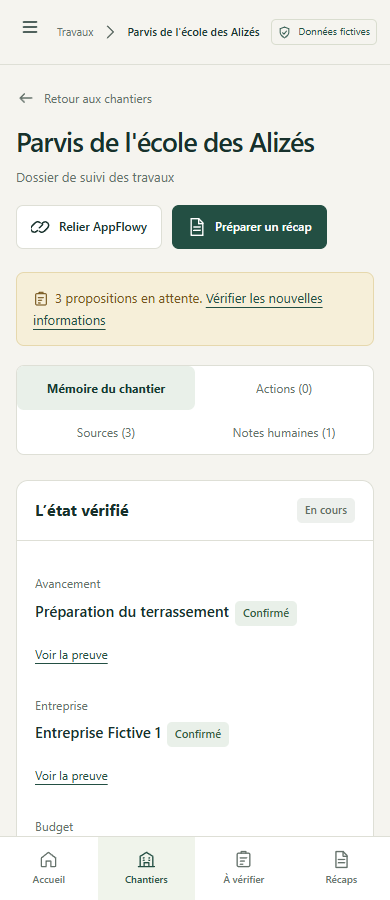 Travaux > Parvis de l'école des Alizés Données fictives
Retour aux chantiers
Parvis de l'école des Alizés
Dossier de suivi des travaux
Relier AppFlowy Préparer un récap
3 propositions en attente. Vérifier les nouvelles
informations
Mémoire du chantier Actions (0)
Sources (3) Notes humaines (1)
L'état vérifié En cours
Avancement
Préparation du terrassement Confirmé
Voir la preuve
Entreprise
Entreprise Fictive 1 Confirmé
Voir la preuve
Budget
Accueil Chantiers À vérifier Récaps